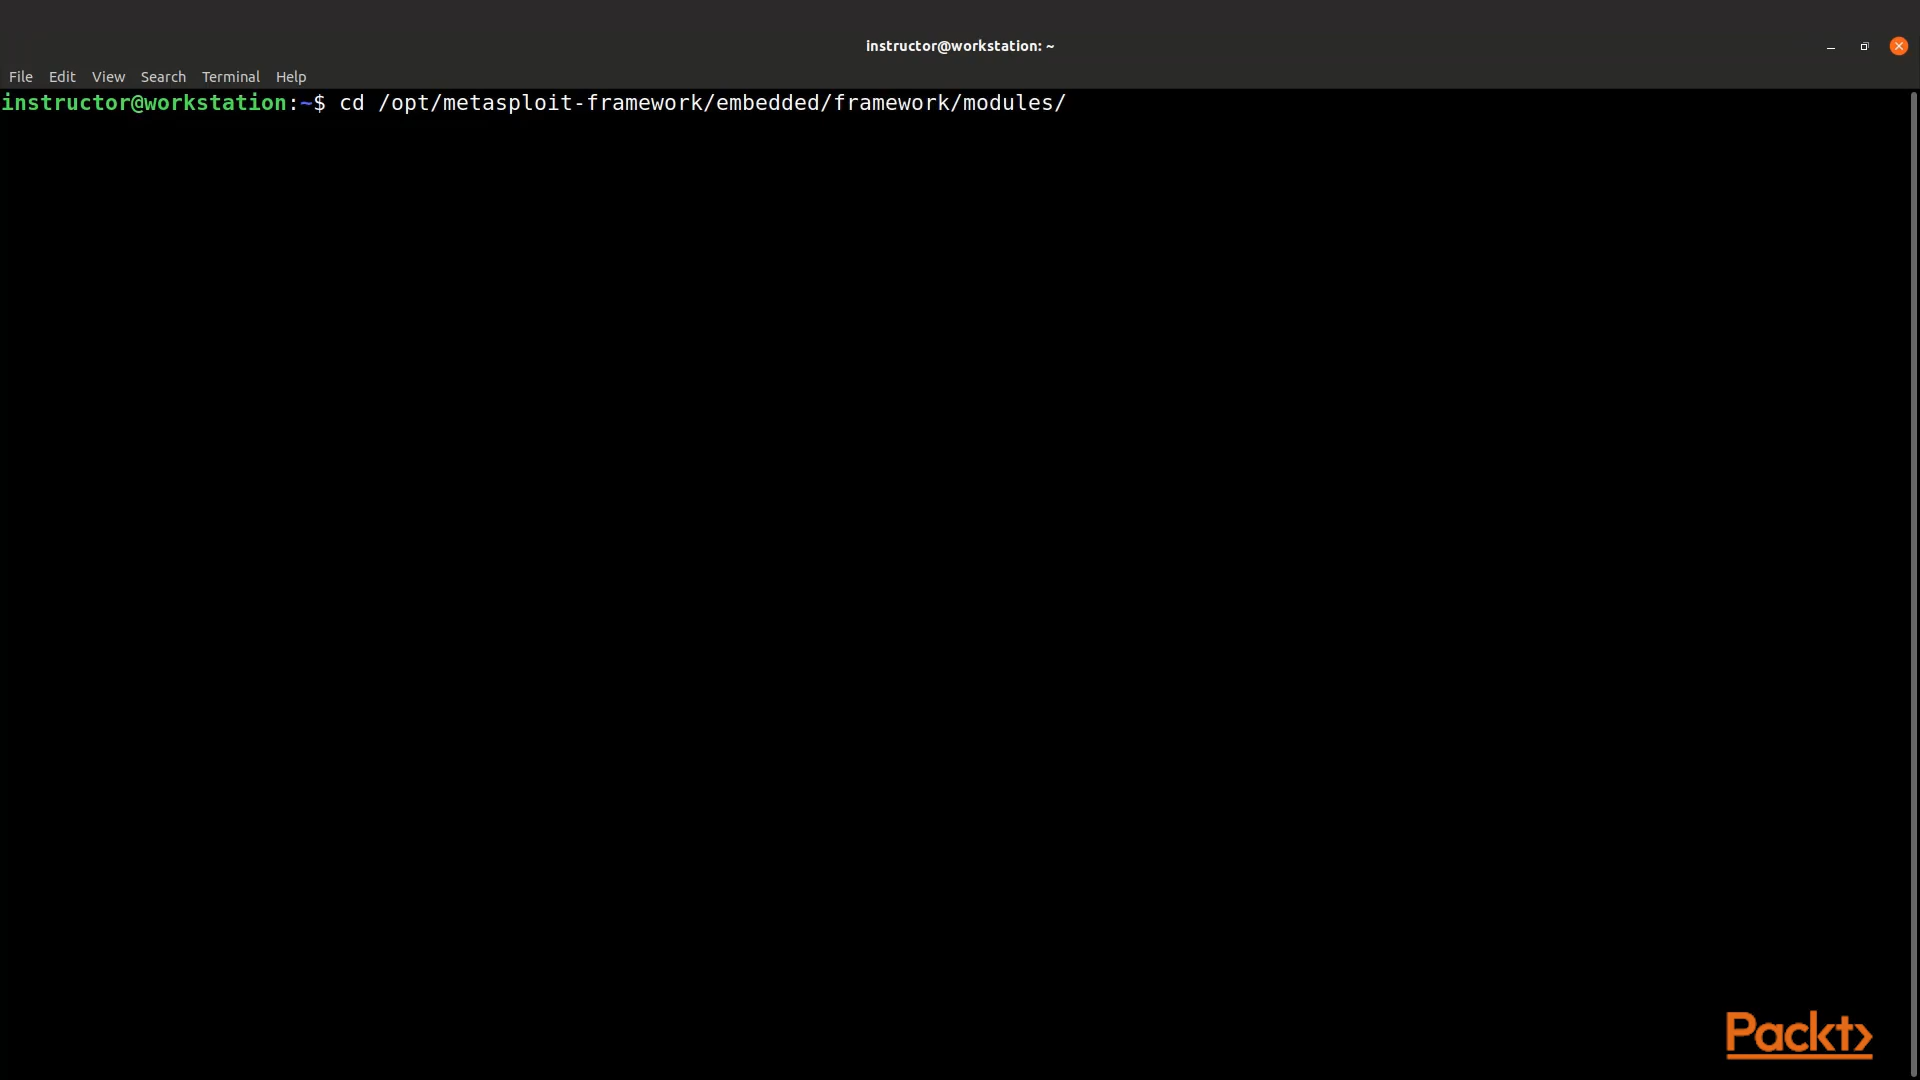 instructor@workstation: ~
File Edit View Search Terminal Help
instructor@workstation:~$ cd /opt/metasploit-framework/embedded/framework/modules/
Packt